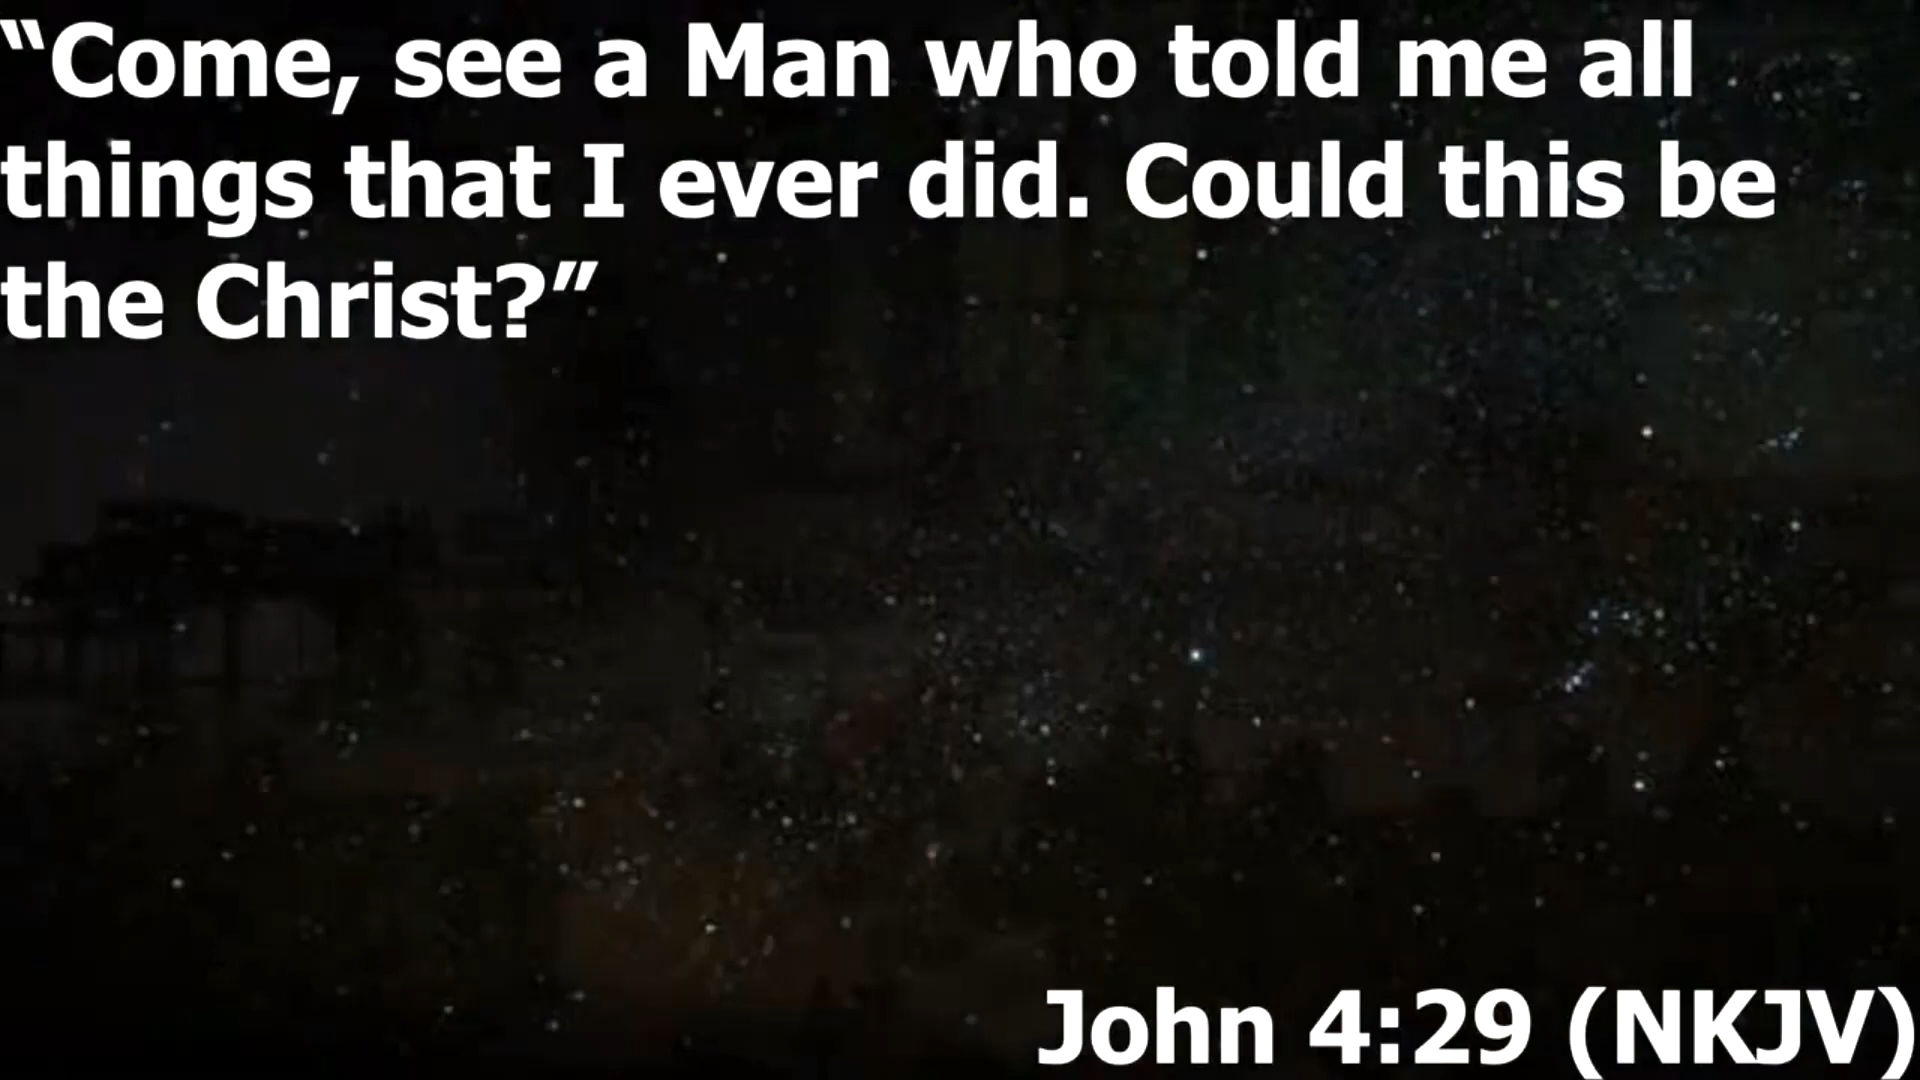 “Come, see a Man who told me all
things that I ever did. Could this be
the Christ?”
John 4:29 (NKJV)